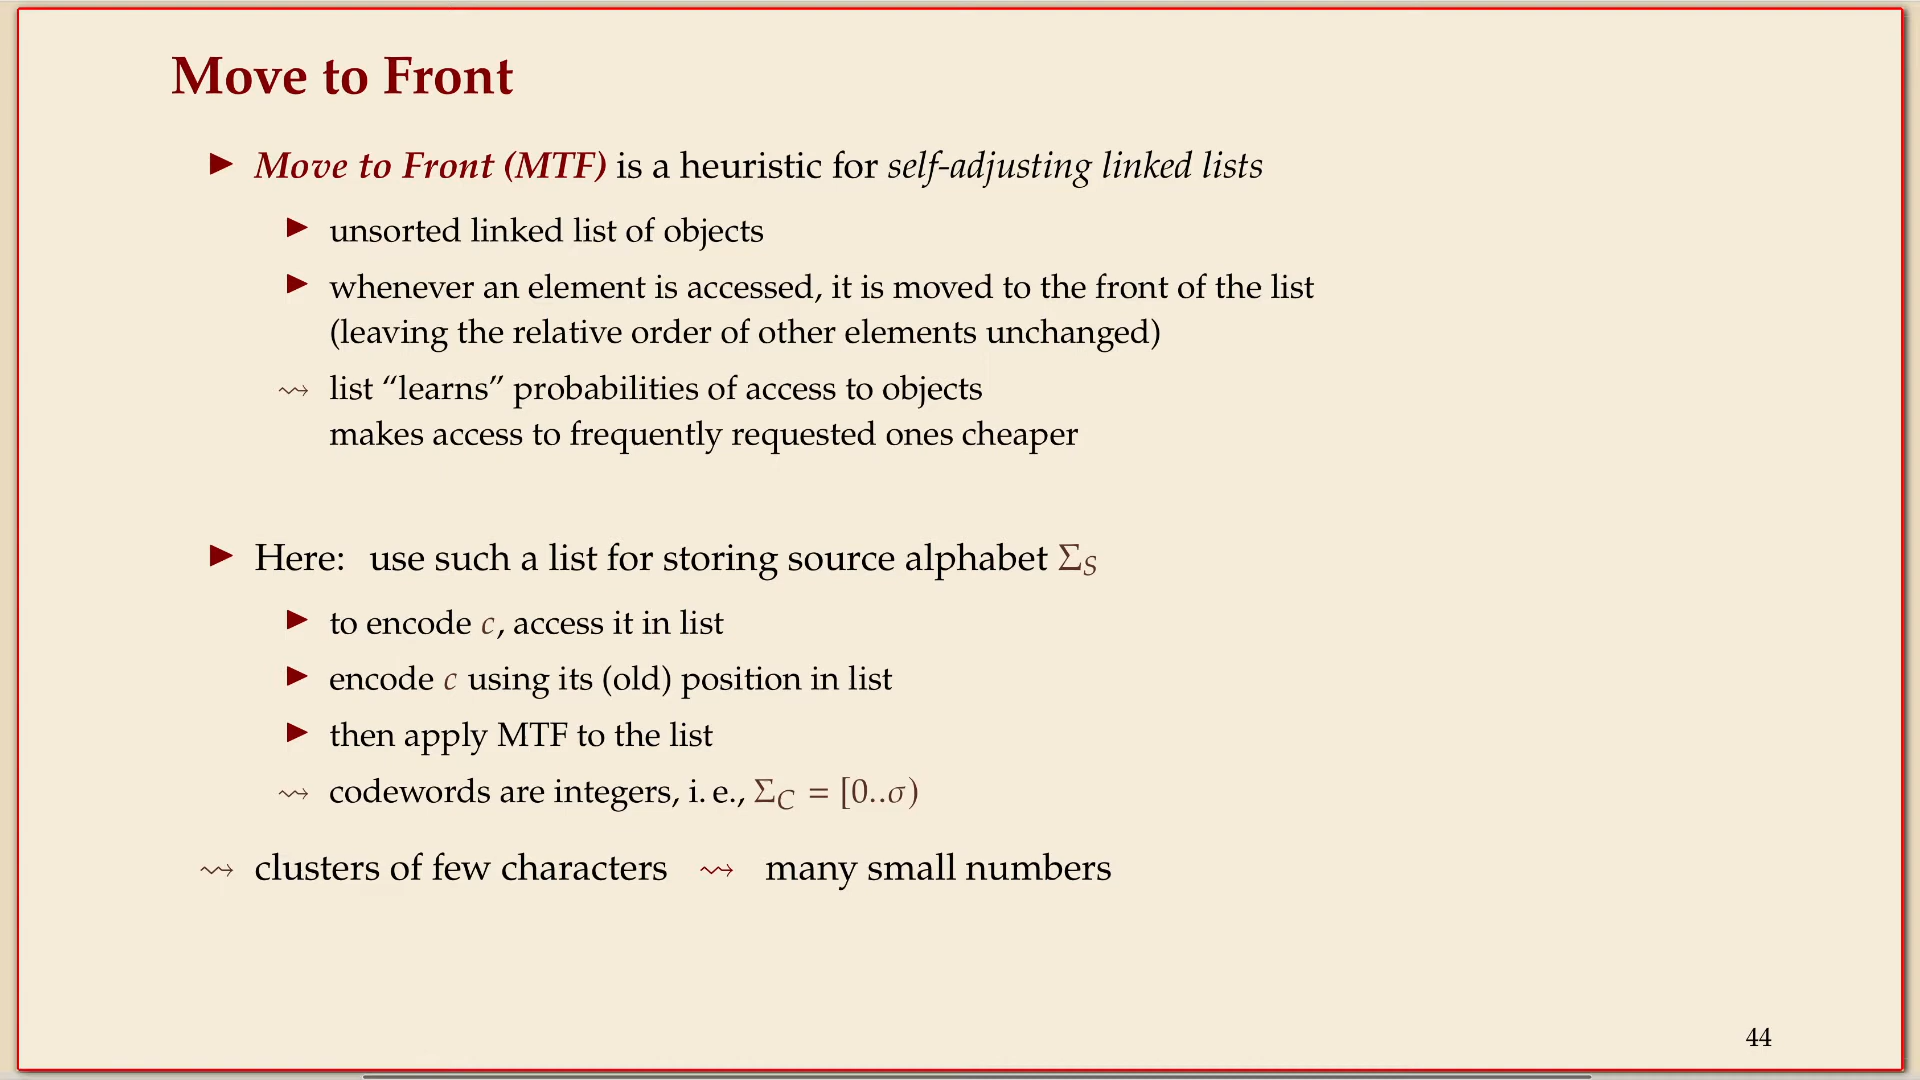 Move to Front
▶ Move to Front (MTF) is a heuristic for self-adjusting linked lists
▶ unsorted linked list of objects
▶ whenever an element is accessed, it is moved to the front of the list
(leaving the relative order of other elements unchanged)
⇝ list “learns” probabilities of access to objects
makes access to frequently requested ones cheaper
▶ Here: use such a list for storing source alphabet Σ_S
▶ to encode c, access it in list
▶ encode c using its (old) position in list
▶ then apply MTF to the list
⇝ codewords are integers, i. e., Σ_C = [0..σ)
⇝ clusters of few characters ⇝ many small numbers
44